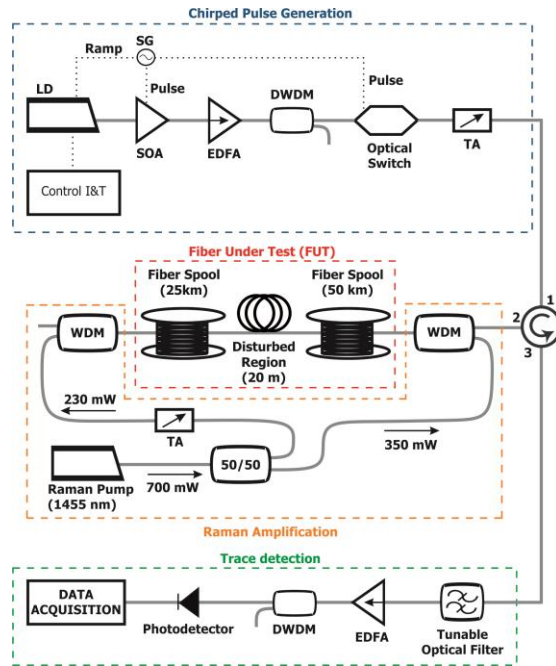 Chirped Pulse Generation
SG
Ramp
LD
Pulse
Pulse
DWDM
SOA
EDFA
Optical
Switch
TA
Control I&T
Fiber Under Test (FUT)
Fiber Spool
(25km)
Fiber Spool
(50 km)
WDM
WDM
1
2
3
Disturbed
Region
(20 m)
230 mW
TA
350 mW
50/50
700 mW
Raman Pump
(1455 nm)
Raman Amplification
Trace detection
DATA
ACQUISITION
Photodetector
DWDM
EDFA
Tunable
Optical Filter